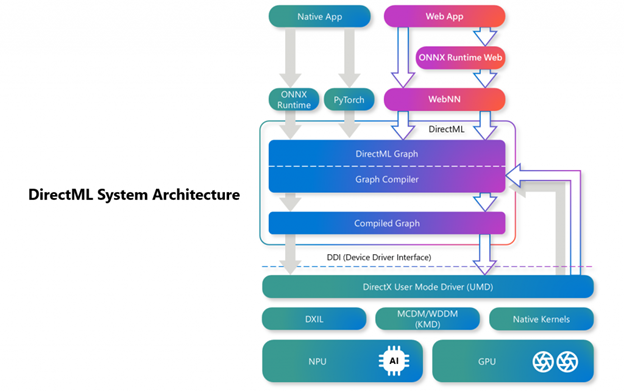 Native App
Web App
ONNX Runtime Web
ONNX
Runtime
PyTorch
WebNN
DirectML
DirectML Graph
Graph Compiler
DirectML System Architecture
Compiled Graph
DDI (Device Driver Interface)
DirectX User Mode Driver (UMD)
DXIL
MCDM/WDDM
(KMD)
Native Kernels
NPU
AI
GPU